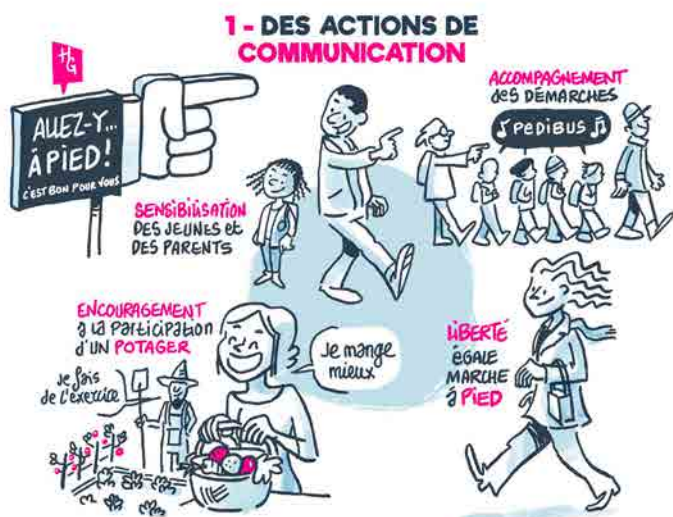 1 - DES ACTIONS DE
COMMUNICATION
HG
ALLEZ-Y...
À PIED !
C'EST BON POUR VOUS
SENSIBILISATION
DES JEUNES et
DES PARENTS
ACCOMPAGNEMENT
des DÉMARCHES
PEDIBUS
ENCOURAGEMENT
à la participation
d'UN POTAGER
Je fais
de l'exercice
Je mange
mieux
LIBERTÉ
ÉGALE
MARCHE
à PIED